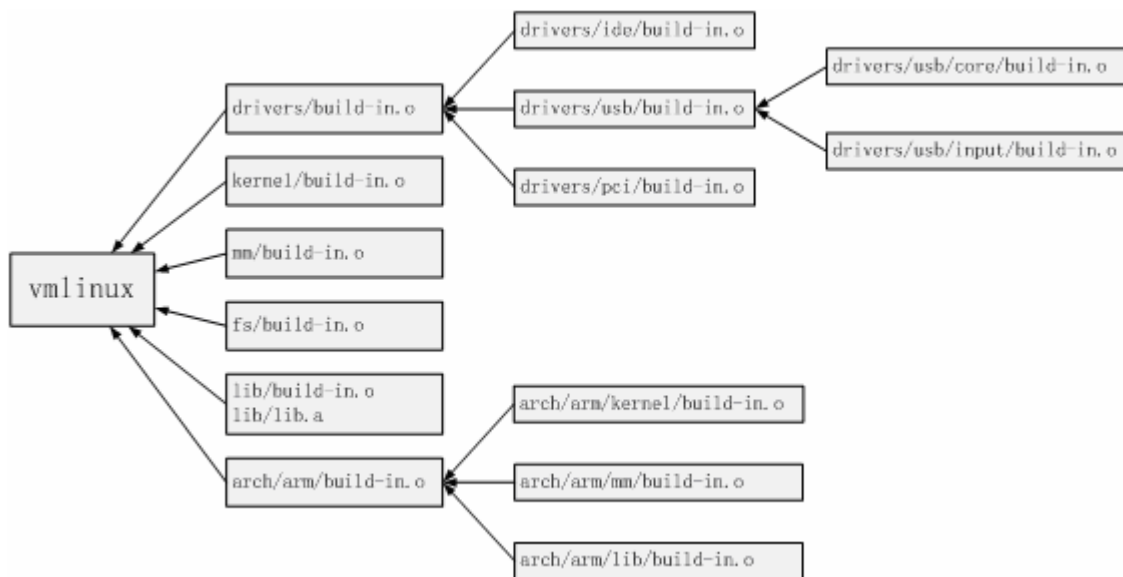 drivers/ide/build-in.o
drivers/usb/core/build-in.o
drivers/build-in.o
drivers/usb/build-in.o
drivers/usb/input/build-in.o
kernel/build-in.o
drivers/pci/build-in.o
mm/build-in.o
vmlinux
fs/build-in.o
lib/build-in.o
lib/lib.a
arch/arm/kernel/build-in.o
arch/arm/build-in.o
arch/arm/mm/build-in.o
arch/arm/lib/build-in.o